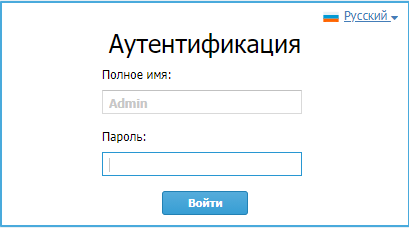 Русский
Аутентификация
Полное имя:
Admin
Пароль:
Войти